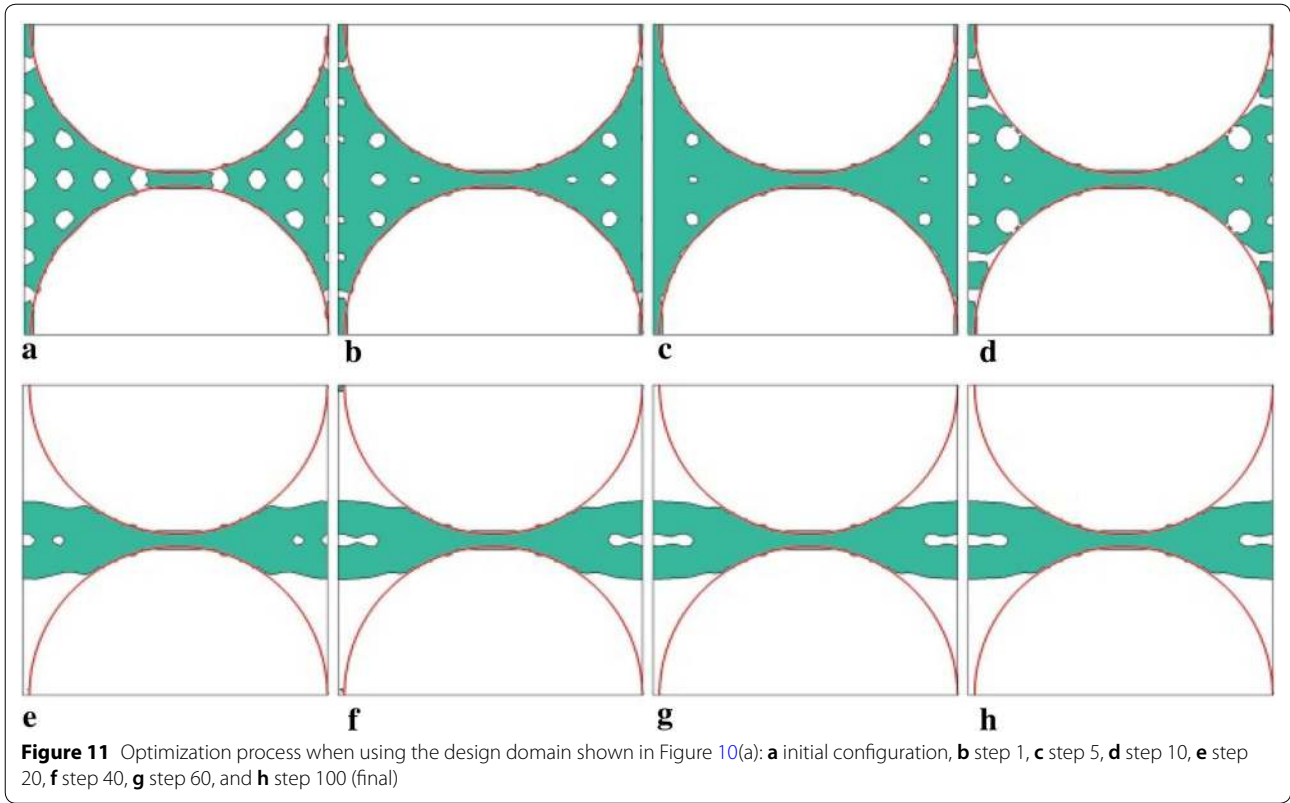 a b c d
e f g h
Figure 11 Optimization process when using the design domain shown in Figure 10(a): a initial configuration, b step 1, c step 5, d step 10, e step
20, f step 40, g step 60, and h step 100 (final)